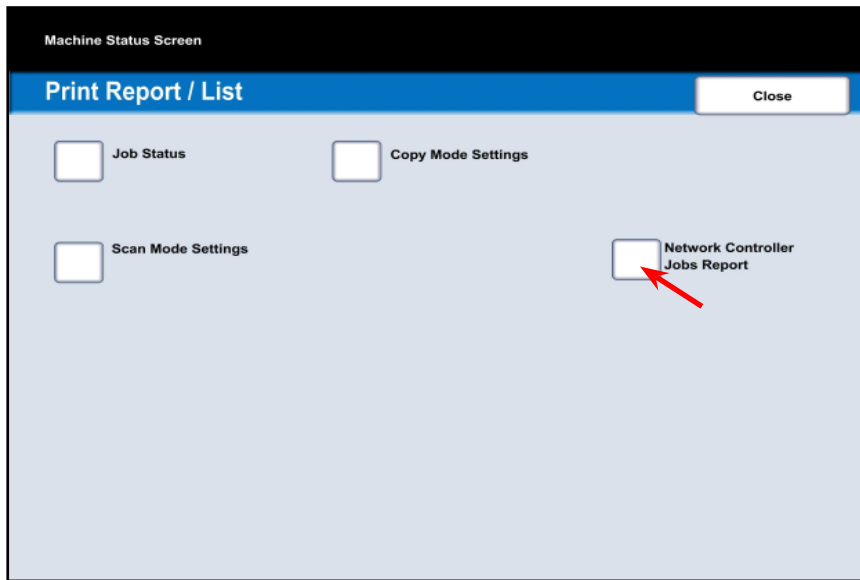 Machine Status Screen
Print Report / List
Close
Job Status
Copy Mode Settings
Scan Mode Settings
Network Controller
Jobs Report